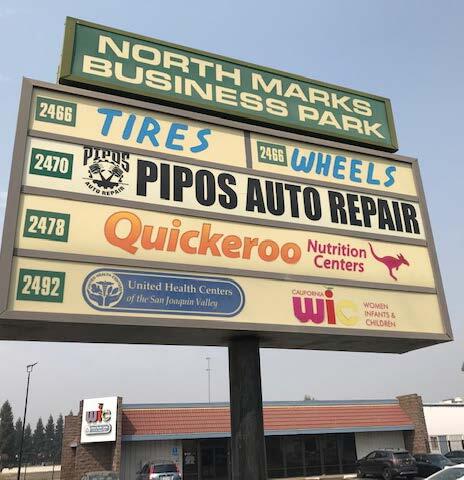 NORTH MARKS
BUSINESS PARK
2466 TIRES 2466 WHEELS
2470 PIPOS AUTO REPAIR PIPOS AUTO REPAIR
2478 Quickeroo Nutrition
Centers
2492 United Health Centers
of the San Joaquin Valley
CALIFORNIA
wic WOMEN
INFANTS &
CHILDREN
wic